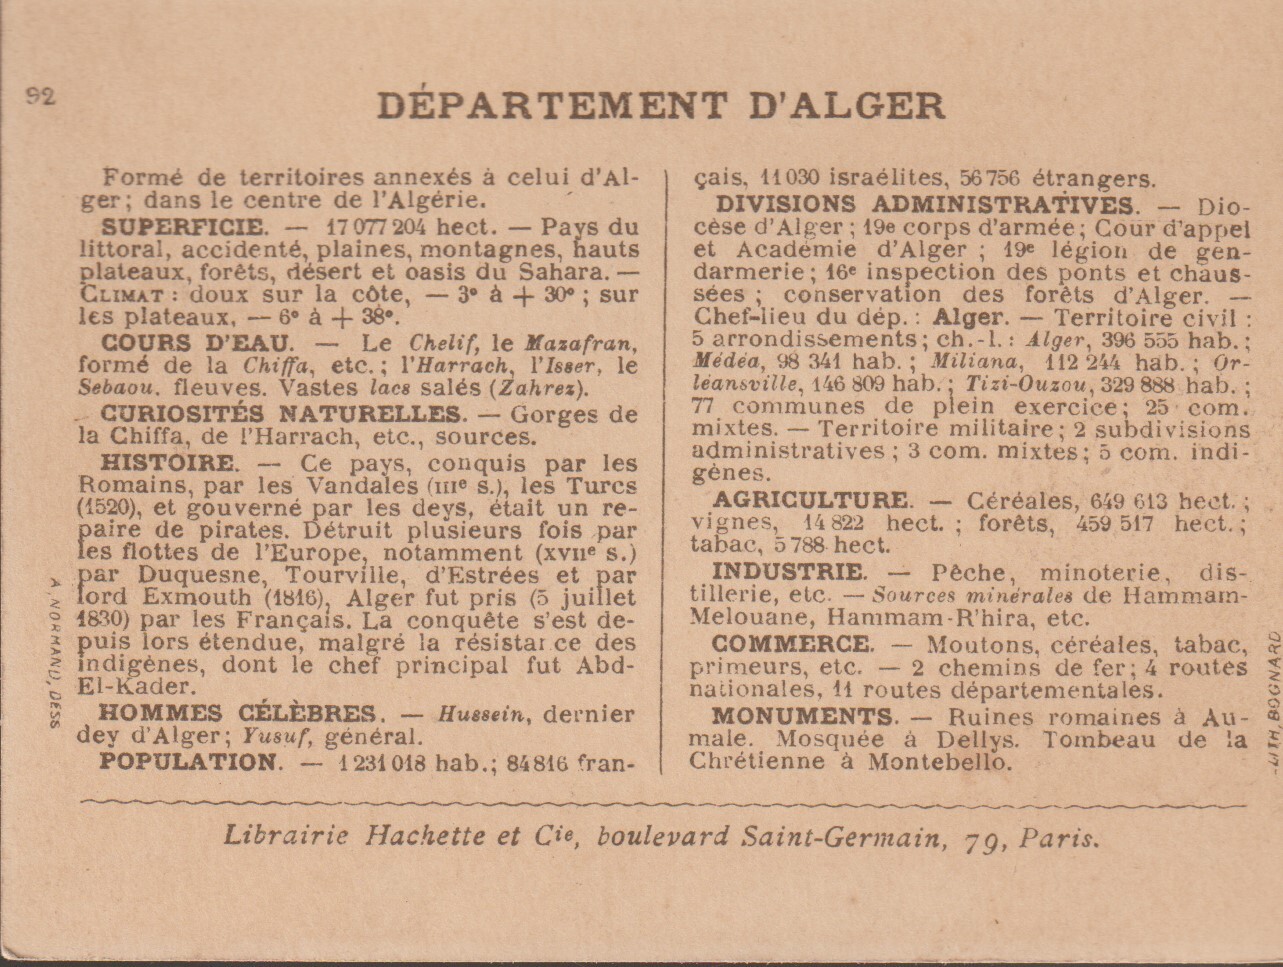 92
DÉPARTEMENT D'ALGER
Formé de territoires annexés à celui d'Al-
ger; dans le centre de l'Algérie.
SUPERFICIE. — 17 077 204 hect. — Pays du
littoral, accidenté, plaines, montagnes, hauts
plateaux, forêts, désert et oasis du Sahara. —
CLIMAT : doux sur la côte, — 3° à + 30° ; sur
les plateaux, — 6° à + 38°.
COURS D'EAU. — Le Chelif, le Mazafran,
formé de la Chiffa, etc. ; l'Harrach, l'Isser, le
Sebaou, fleuves. Vastes lacs salés (Zahrez).
CURIOSITÉS NATURELLES. — Gorges de
la Chiffa, de l'Harrach, etc., sources.
HISTOIRE. — Ce pays, conquis par les
Romains, par les Vandales (IIIe s.), les Turcs
(1520), et gouverné par les deys, était un re-
paire de pirates. Détruit plusieurs fois par
les flottes de l'Europe, notamment (XVIIe s.)
par Duquesne, Tourville, d'Estrées et par
lord Exmouth (1816), Alger fut pris (5 juillet
1830) par les Français. La conquête s'est de-
puis lors étendue, malgré la résistance des
indigènes, dont le chef principal fut Abd-
El-Kader.
HOMMES CÉLÈBRES. — Hussein, dernier
dey d'Alger; Yusuf, général.
POPULATION. — 1 231 018 hab.; 84 816 fran-
çais, 11 030 israélites, 56 756 étrangers.
DIVISIONS ADMINISTRATIVES. — Dio-
cèse d'Alger ; 19e corps d'armée ; Cour d'appel
et Académie d'Alger ; 19e légion de gen-
darmerie ; 16e inspection des ponts et chaus-
sées ; conservation des forêts d'Alger. —
Chef-lieu du dép. : Alger. — Territoire civil :
5 arrondissements ; ch.-l. : Alger, 396 555 hab. ;
Médéa, 98 341 hab. ; Miliana, 112 244 hab. ; Or-
léansville, 146 809 hab. ; Tizi-Ouzou, 329 888 hab. ;
77 communes de plein exercice ; 25 com.
mixtes. — Territoire militaire ; 2 subdivisions
administratives ; 3 com. mixtes ; 5 com. indi-
gènes.
AGRICULTURE. — Céréales, 649 613 hect. ;
vignes, 14 822 hect. ; forêts, 459 517 hect. ;
tabac, 5 788 hect.
INDUSTRIE. — Pêche, minoterie, dis-
tillerie, etc. — Sources minérales de Hammam-
Melouane, Hammam-R'hira, etc.
COMMERCE. — Moutons, céréales, tabac,
primeurs, etc. — 2 chemins de fer ; 4 routes
nationales, 11 routes départementales.
MONUMENTS. — Ruines romaines à Au-
male. Mosquée à Dellys. Tombeau de la
Chrétienne à Montebello.
A. NORMAND, DESS
LITH, BOGNARD
Librairie Hachette et Cie, boulevard Saint-Germain, 79, Paris.